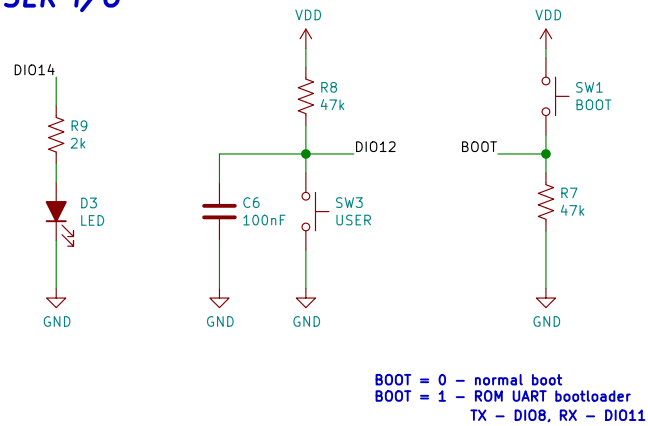 SER I/O
VDD
VDD
DIO14
R8
47k
SW1
BOOT
R9
2k
DIO12
BOOT
D3
LED
C6
100nF
SW3
USER
R7
47k
GND
GND
GND
GND
BOOT = 0 – normal boot
BOOT = 1 – ROM UART bootloader
TX – DIO8, RX – DIO11